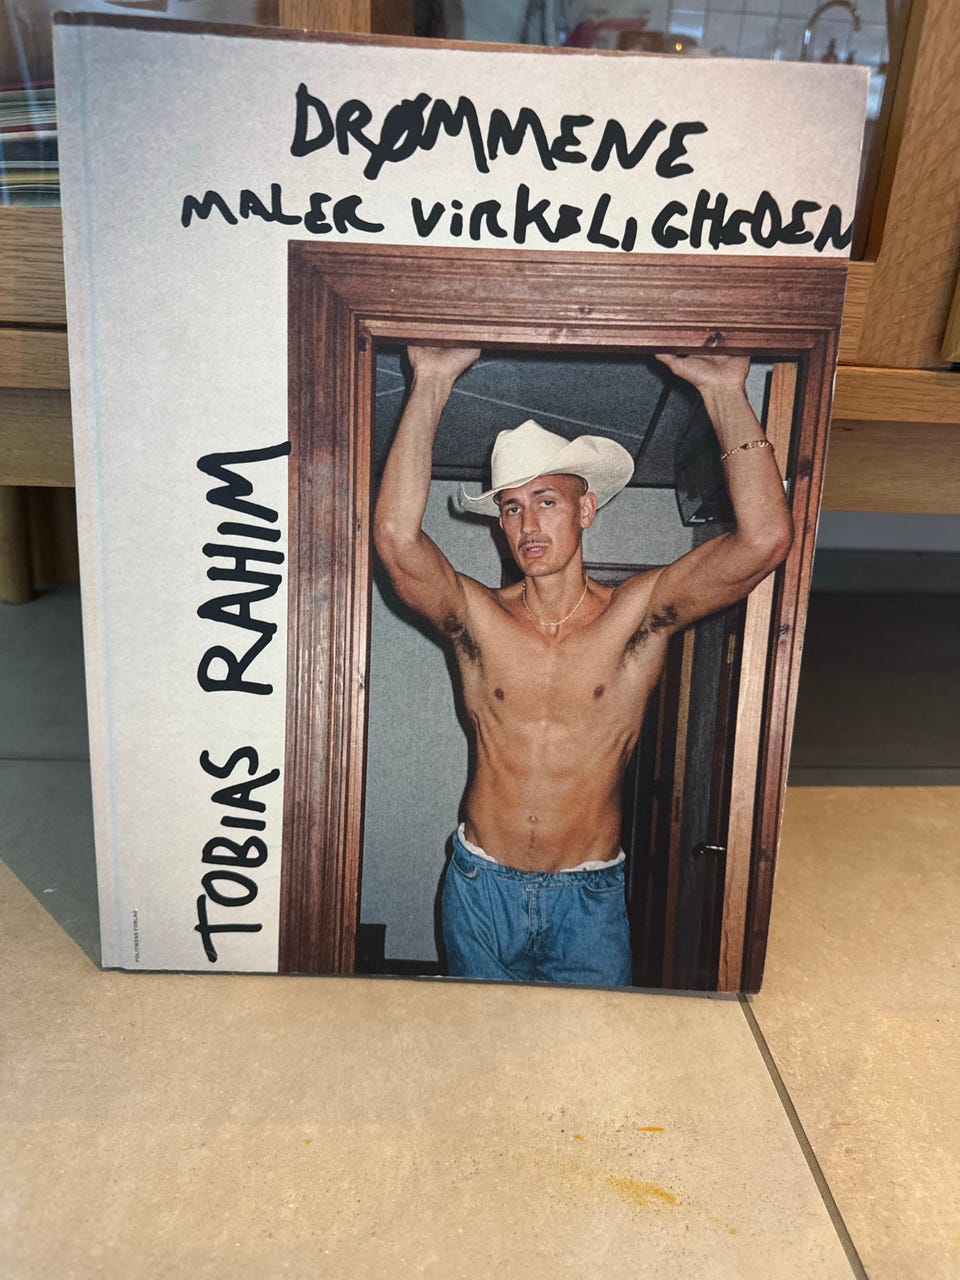 DRØMMENE
MALER ViRKELiGHEDEN
TOBIAS RAHIM
POLITIKENS FORLAG